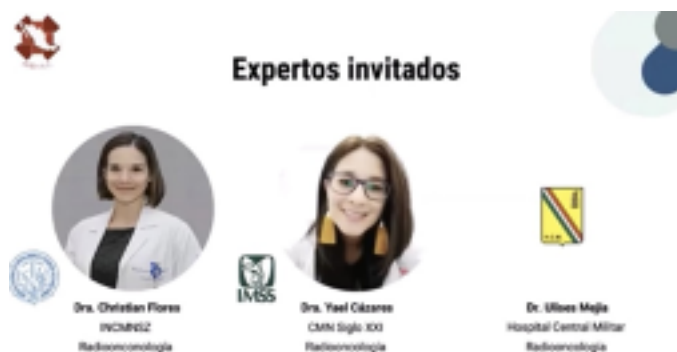 Expertos invitados
IMSS
Dra. Christian Flores
INCMNSZ
Radioonconología
Dra. Yael Cázares
CMN Siglo XXI
Radiooncología
Dr. Ulises Mejía
Hospital Central Militar
Radiooncología